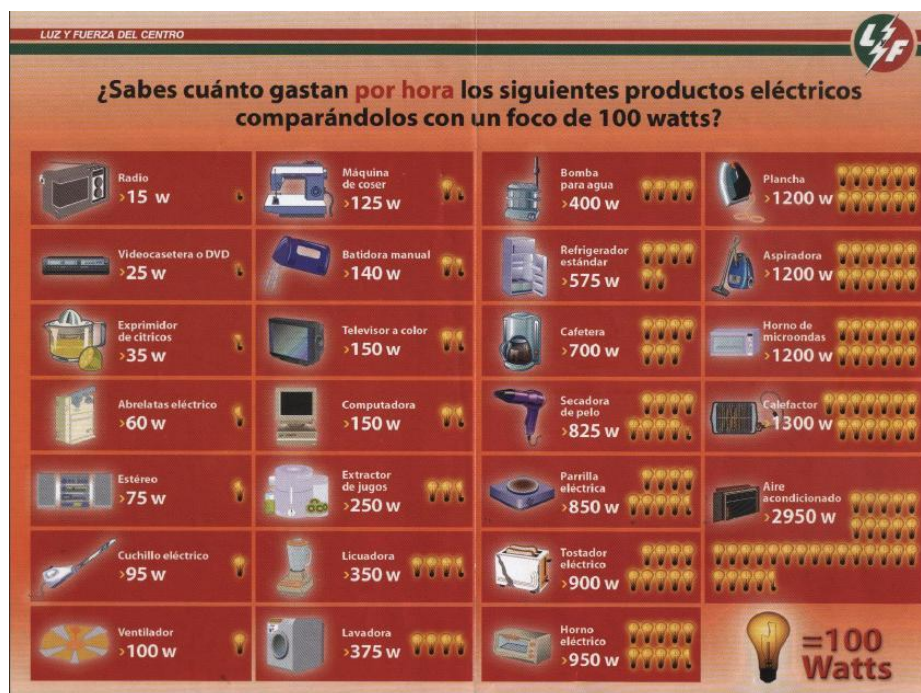 LUZ Y FUERZA DEL CENTRO
LF
¿Sabes cuánto gastan por hora los siguientes productos eléctricos
comparándolos con un foco de 100 watts?
Radio
›15 w
Videocasetera o DVD
›25 w
Exprimidor
de cítricos
›35 w
Abrelatas eléctrico
›60 w
Estéreo
›75 w
Cuchillo eléctrico
›95 w
Ventilador
›100 w
Máquina
de coser
›125 w
Batidora manual
›140 w
Televisor a color
›150 w
Computadora
›150 w
Extractor
de jugos
›250 w
Licuadora
›350 w
Lavadora
›375 w
Bomba
para agua
›400 w
Refrigerador
estándar
›575 w
Cafetera
›700 w
Secadora
de pelo
›825 w
Parrilla
eléctrica
›850 w
Tostador
eléctrico
›900 w
Horno
eléctrico
›950 w
Plancha
›1200 w
Aspiradora
›1200 w
Horno de
microondas
›1200 w
Calefactor
1300 w
Aire
acondicionado
›2950 w
=100
Watts